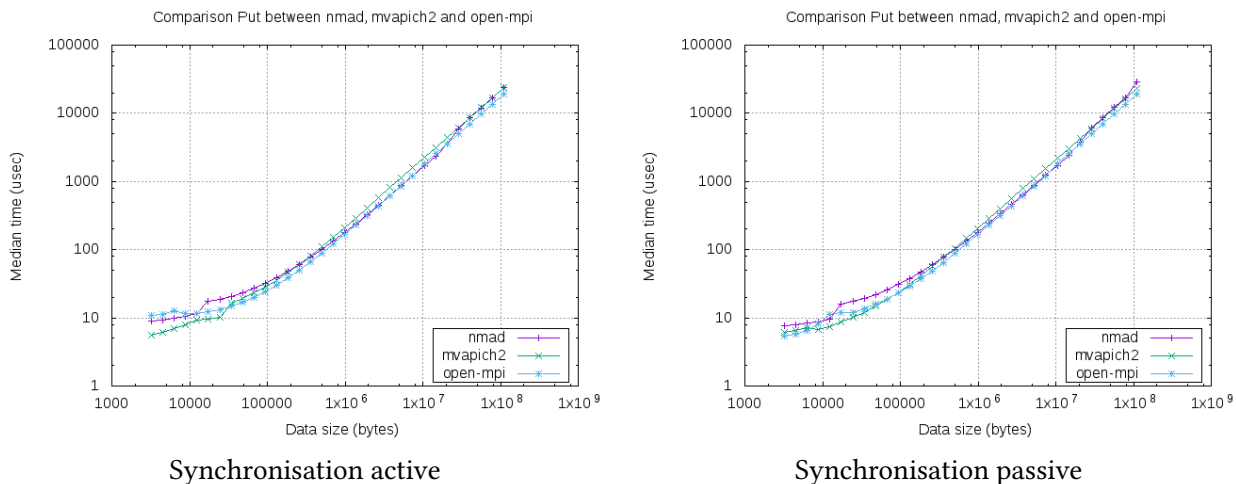 Comparison Put between nmad, mvapich2 and open-mpi
100000
10000
1000
100
10
1
Median time (usec)
nmad
mvapich2
open-mpi
1000 10000 100000 1x10^6 1x10^7 1x10^8 1x10^9
Data size (bytes)
Synchronisation active
Comparison Put between nmad, mvapich2 and open-mpi
100000
10000
1000
100
10
1
Median time (usec)
nmad
mvapich2
open-mpi
1000 10000 100000 1x10^6 1x10^7 1x10^8 1x10^9
Data size (bytes)
Synchronisation passive